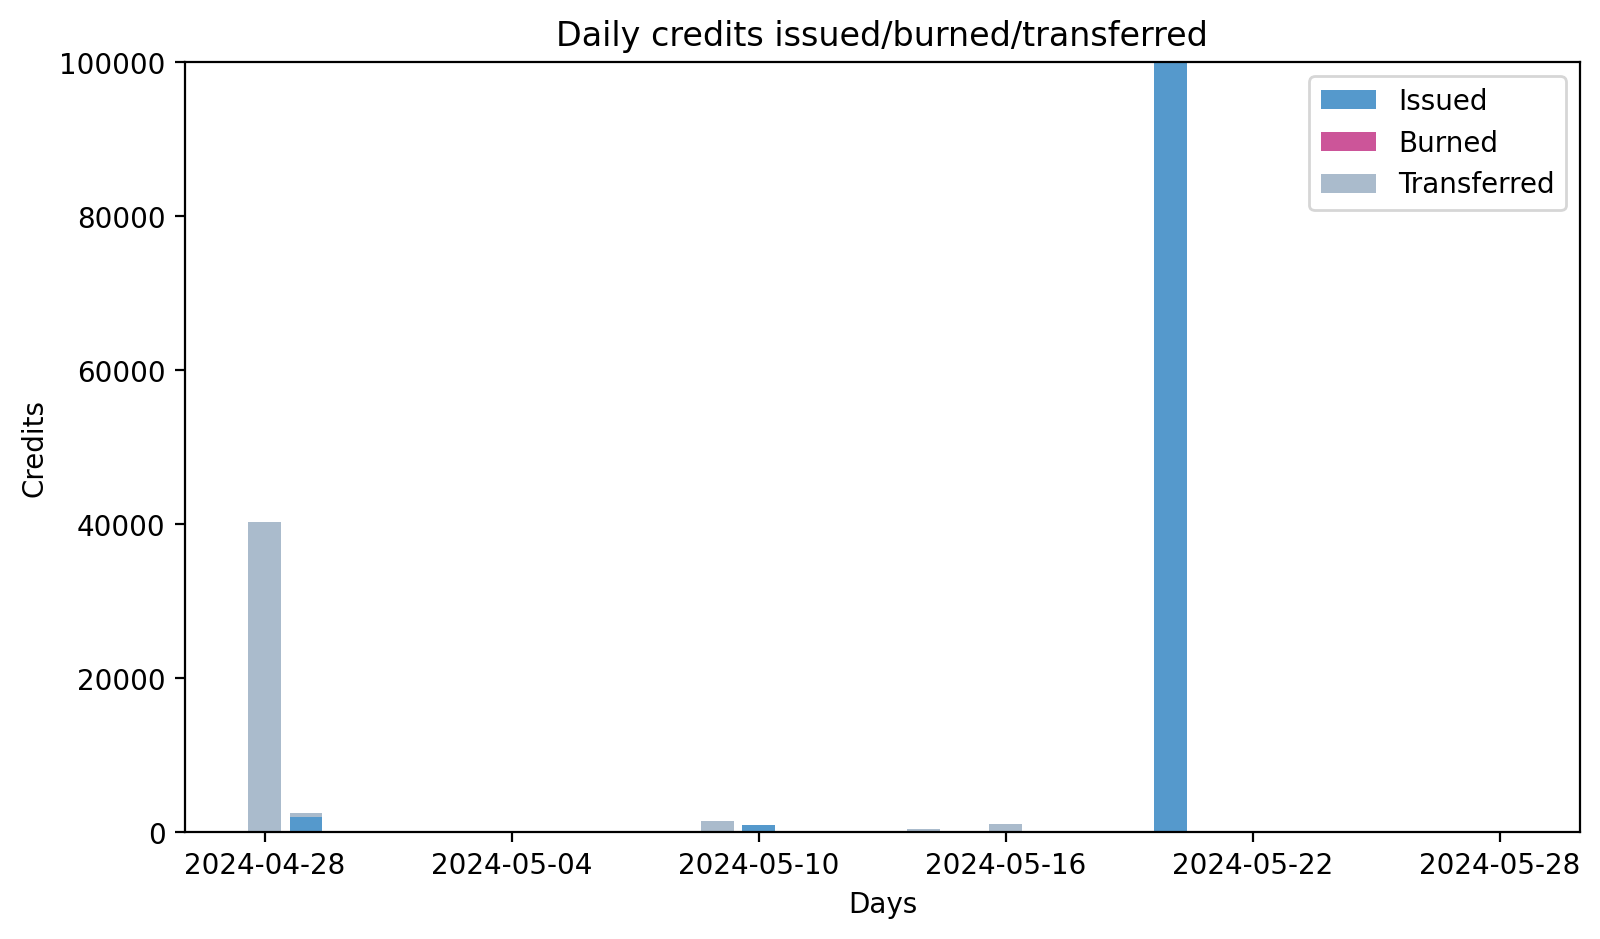 Daily credits issued/burned/transferred
100000
80000
60000
40000
20000
0
Credits
Issued
Burned
Transferred
2024-04-28
2024-05-04
2024-05-10
2024-05-16
2024-05-22
2024-05-28
Days